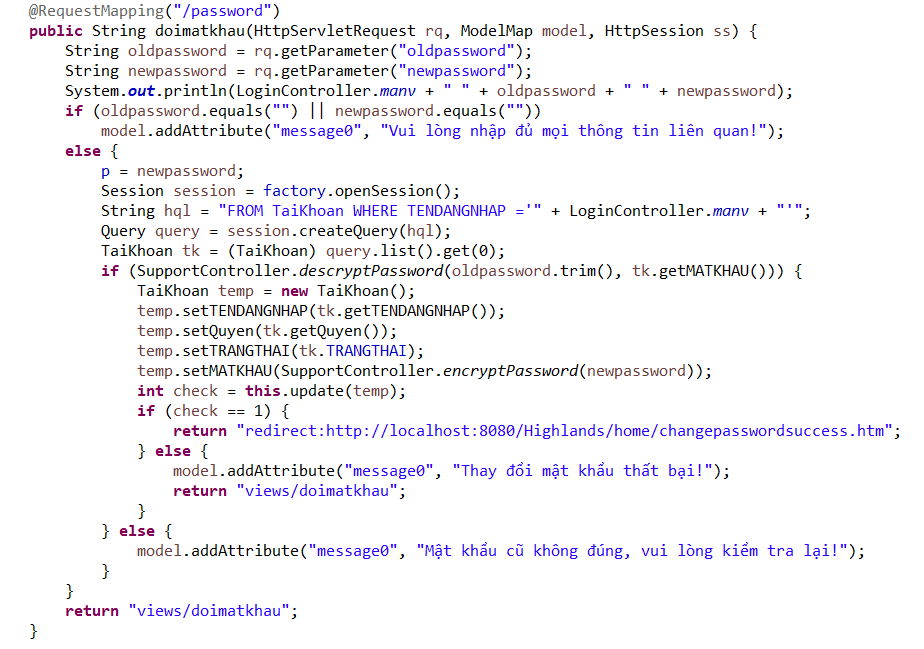 @RequestMapping("/password")
public String doimatkhau(HttpServletRequest rq, ModelMap model, HttpSession ss) {
    String oldpassword = rq.getParameter("oldpassword");
    String newpassword = rq.getParameter("newpassword");
    System.out.println(LoginController.manv + " " + oldpassword + " " + newpassword);
    if (oldpassword.equals("") || newpassword.equals(""))
        model.addAttribute("message0", "Vui lòng nhập đủ mọi thông tin liên quan!");
    else {
        p = newpassword;
        Session session = factory.openSession();
        String hql = "FROM TaiKhoan WHERE TENDANGNHAP ='" + LoginController.manv + "'";
        Query query = session.createQuery(hql);
        TaiKhoan tk = (TaiKhoan) query.list().get(0);
        if (SupportController.descryptPassword(oldpassword.trim(), tk.getMATKHAU())) {
            TaiKhoan temp = new TaiKhoan();
            temp.setTENDANGNHAP(tk.getTENDANGNHAP());
            temp.setQuyen(tk.getQuyen());
            temp.setTRANGTHAI(tk.TRANGTHAI);
            temp.setMATKHAU(SupportController.encryptPassword(newpassword));
            int check = this.update(temp);
            if (check == 1) {
                return "redirect:http://localhost:8080/Highlands/home/changepasswordsuccess.htm";
            } else {
                model.addAttribute("message0", "Thay đổi mật khẩu thất bại!");
                return "views/doimatkhau";
            }
        } else {
            model.addAttribute("message0", "Mật khẩu cũ không đúng, vui lòng kiểm tra lại!");
        }
    }
    return "views/doimatkhau";
}